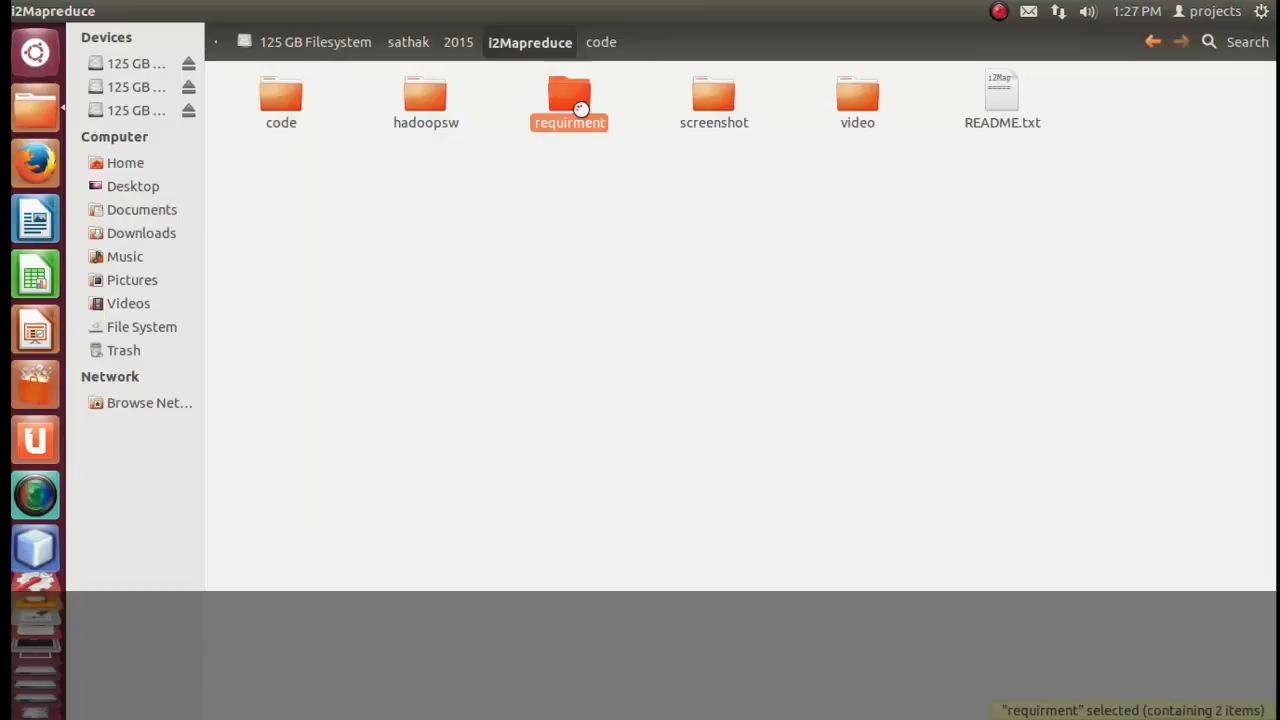 i2Mapreduce
1:27 PM projects
Devices
125 GB Filesystem sathak 2015 i2Mapreduce code Search
125 GB ...
125 GB ...
125 GB ...
Computer
Home
Desktop
Documents
Downloads
Music
Pictures
Videos
File System
Trash
Network
Browse Net...
i2Map
=====
code hadoopsw requirment screenshot video README.txt
"requirment" selected (containing 2 items)